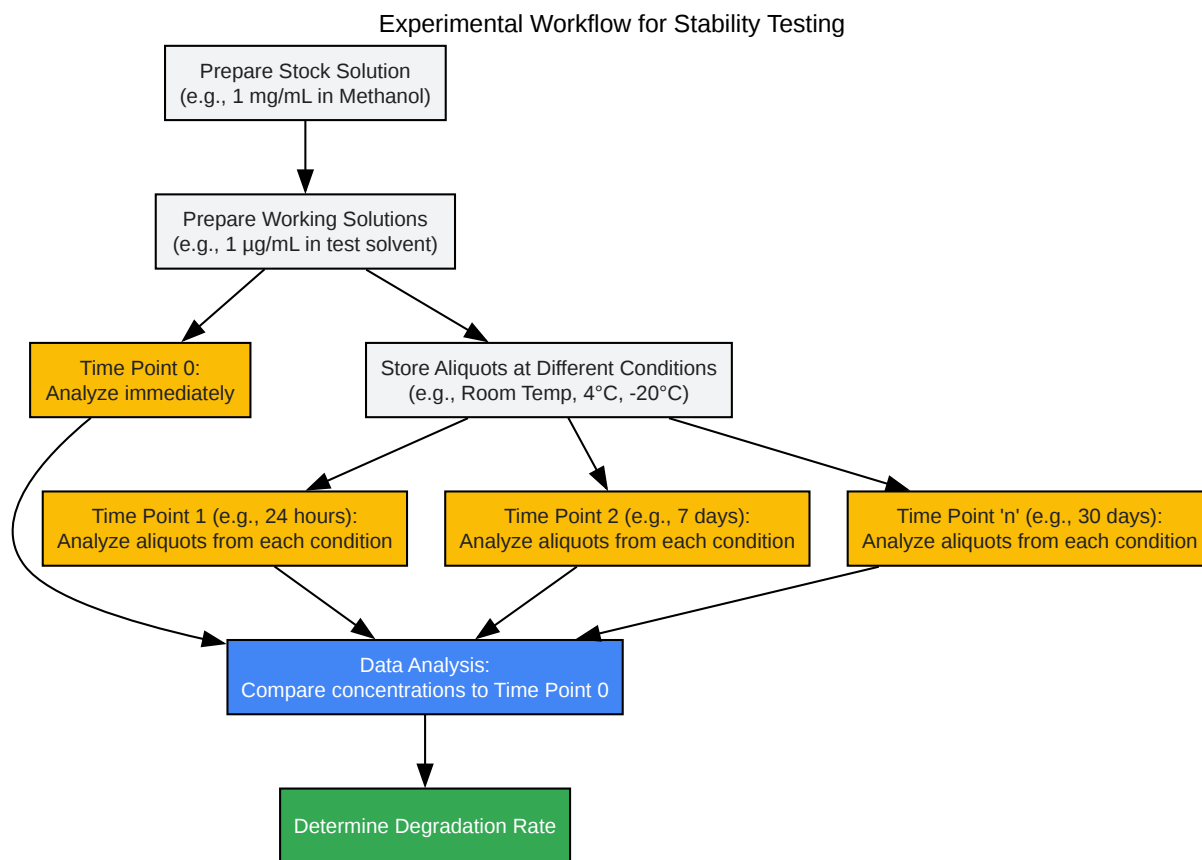 Experimental Workflow for Stability Testing
Prepare Stock Solution
(e.g., 1 mg/mL in Methanol)
Prepare Working Solutions
(e.g., 1 µg/mL in test solvent)
Time Point 0:
Analyze immediately
Store Aliquots at Different Conditions
(e.g., Room Temp, 4°C, -20°C)
Time Point 1 (e.g., 24 hours):
Analyze aliquots from each condition
Time Point 2 (e.g., 7 days):
Analyze aliquots from each condition
Time Point 'n' (e.g., 30 days):
Analyze aliquots from each condition
Data Analysis:
Compare concentrations to Time Point 0
Determine Degradation Rate